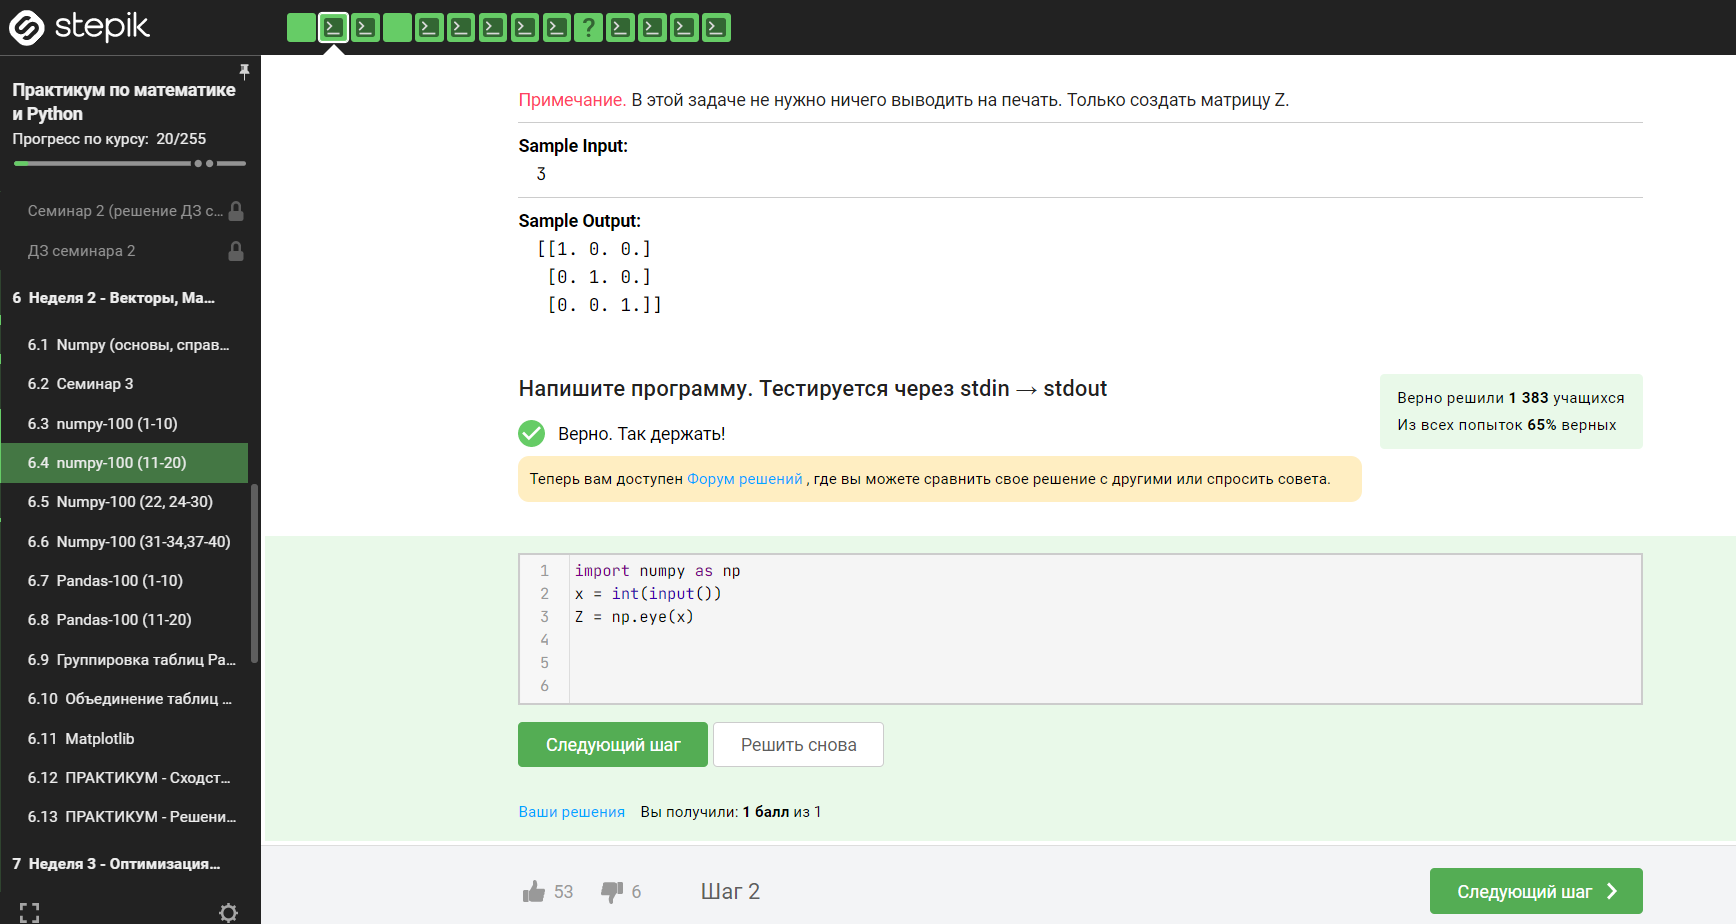 stepik
?
Практикум по математике
и Python
Прогресс по курсу: 20/255
Семинар 2 (решение ДЗ с...
ДЗ семинара 2
6 Неделя 2 - Векторы, Ма...
6.1 Numpy (основы, справ...
6.2 Семинар 3
6.3 numpy-100 (1-10)
6.4 numpy-100 (11-20)
6.5 Numpy-100 (22, 24-30)
6.6 Numpy-100 (31-34,37-40)
6.7 Pandas-100 (1-10)
6.8 Pandas-100 (11-20)
6.9 Группировка таблиц Pa...
6.10 Объединение таблиц ...
6.11 Matplotlib
6.12 ПРАКТИКУМ - Сходст...
6.13 ПРАКТИКУМ - Решени...
7 Неделя 3 - Оптимизация...
Примечание. В этой задаче не нужно ничего выводить на печать. Только создать матрицу Z.
Sample Input:
3
Sample Output:
[[1. 0. 0.]
[0. 1. 0.]
[0. 0. 1.]]
Напишите программу. Тестируется через stdin → stdout
Верно решили 1 383 учащихся
Из всех попыток 65% верных
Верно. Так держать!
Теперь вам доступен Форум решений , где вы можете сравнить свое решение с другими или спросить совета.
1 import numpy as np
2 x = int(input())
3 Z = np.eye(x)
4
5
6
Следующий шаг
Решить снова
Ваши решения Вы получили: 1 балл из 1
53 6 Шаг 2
Следующий шаг